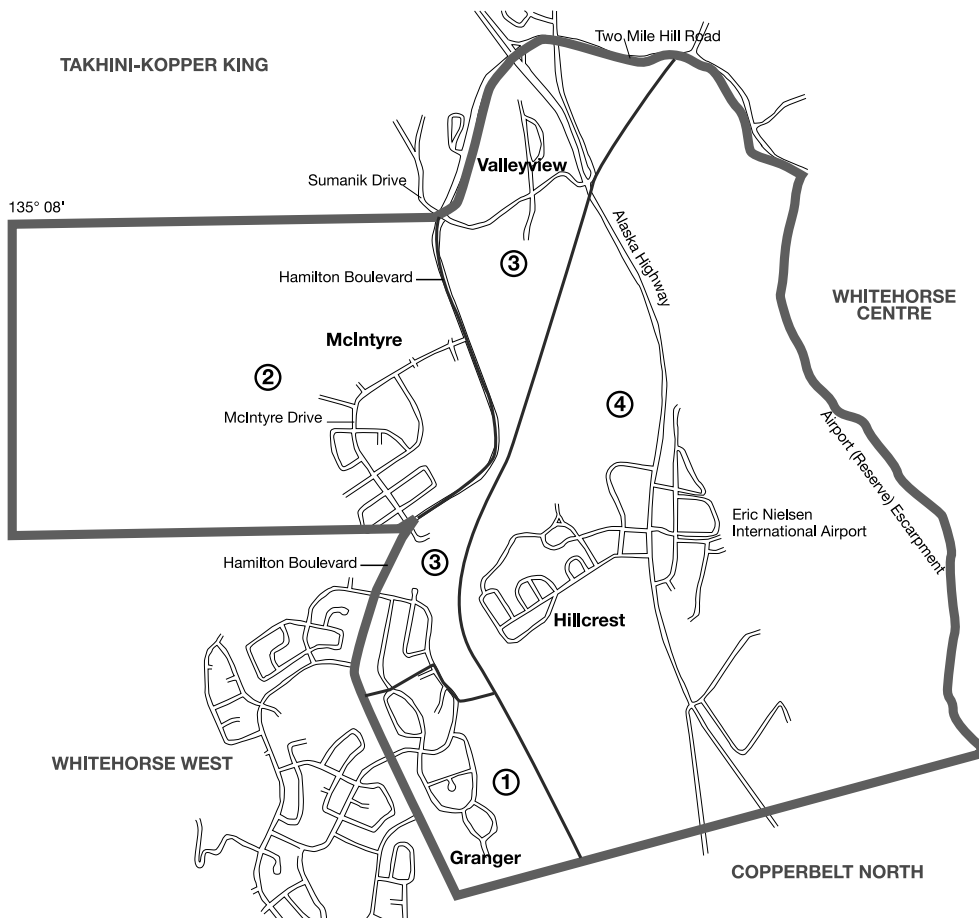 Two Mile Hill Road
TAKHINI-KOPPER KING
Valleyview
Sumanik Drive
135° 08'
Alaska Highway
③
Hamilton Boulevard
WHITEHORSE
CENTRE
McIntyre
②
④
McIntyre Drive
Airport (Reserve) Escarpment
Eric Nielsen
International Airport
Hamilton Boulevard
③
Hillcrest
WHITEHORSE WEST
①
Granger
COPPERBELT NORTH